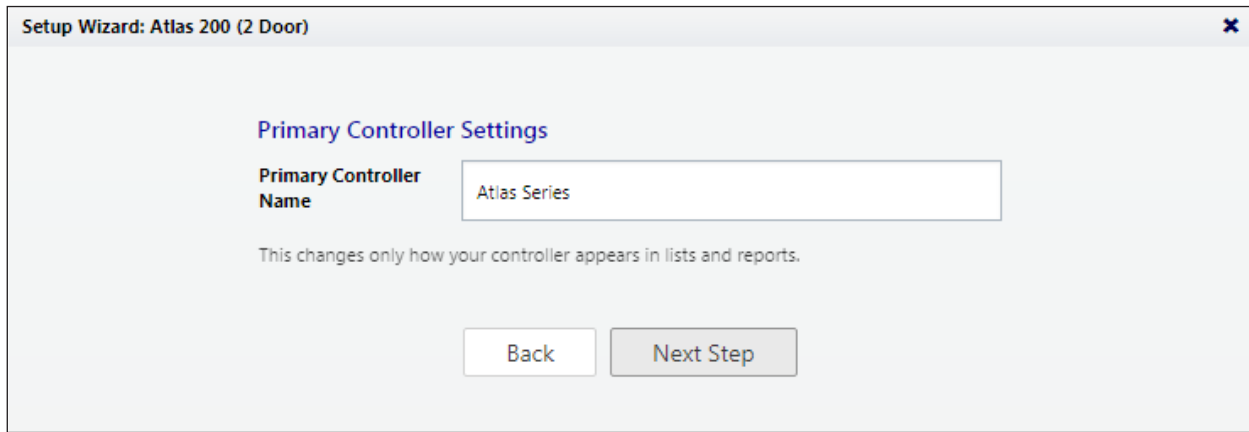 Setup Wizard: Atlas 200 (2 Door)
Primary Controller Settings
Primary Controller
Name
Atlas Series
This changes only how your controller appears in lists and reports.
Back
Next Step